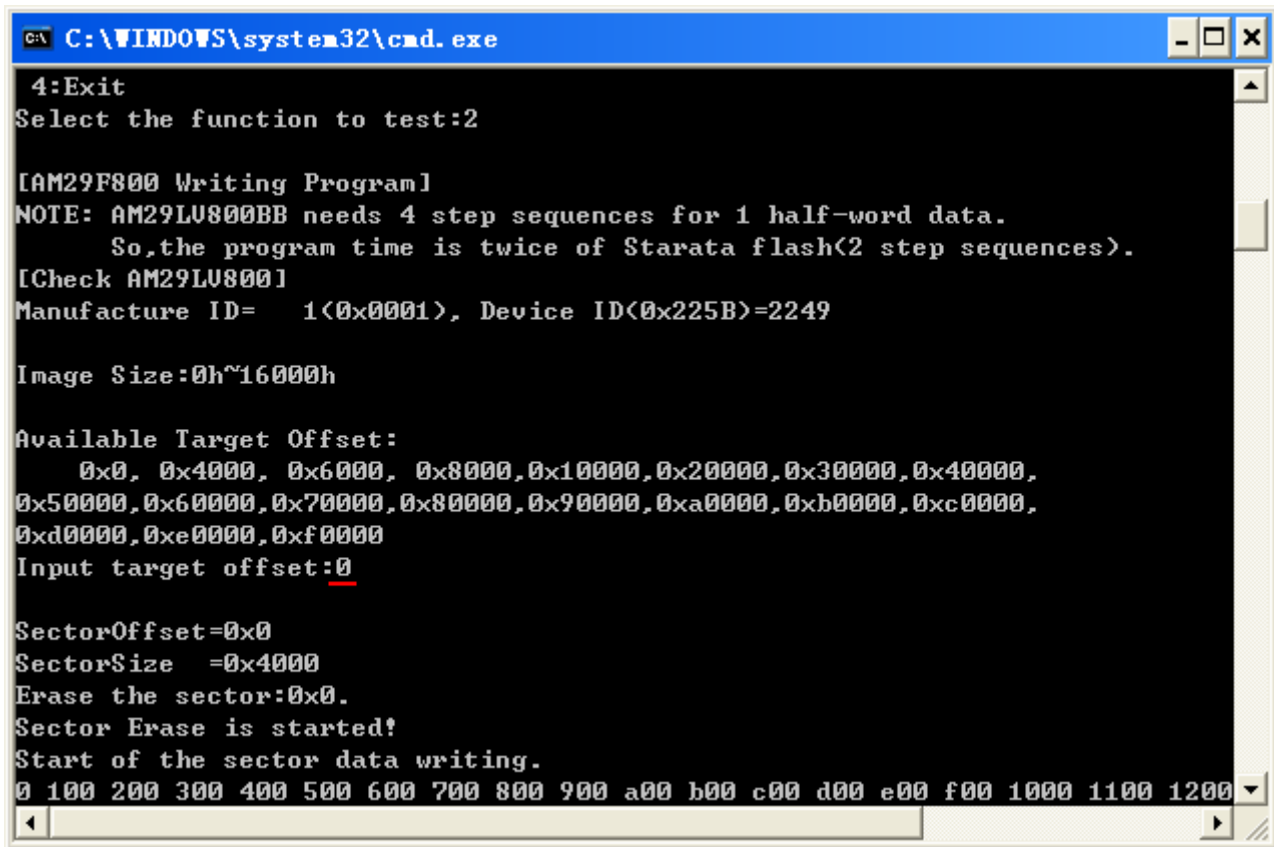 C:\WINDOWS\system32\cmd.exe
4:Exit
Select the function to test:2
[AM29F800 Writing Program]
NOTE: AM29LV800BB needs 4 step sequences for 1 half-word data.
So,the program time is twice of Starata flash(2 step sequences).
[Check AM29LV800]
Manufacture ID=   1(0x0001), Device ID(0x225B)=2249
Image Size:0h~16000h
Available Target Offset:
0x0, 0x4000, 0x6000, 0x8000,0x10000,0x20000,0x30000,0x40000,
0x50000,0x60000,0x70000,0x80000,0x90000,0xa0000,0xb0000,0xc0000,
0xd0000,0xe0000,0xf0000
Input target offset:0
SectorOffset=0x0
SectorSize  =0x4000
Erase the sector:0x0.
Sector Erase is started!
Start of the sector data writing.
0 100 200 300 400 500 600 700 800 900 a00 b00 c00 d00 e00 f00 1000 1100 1200